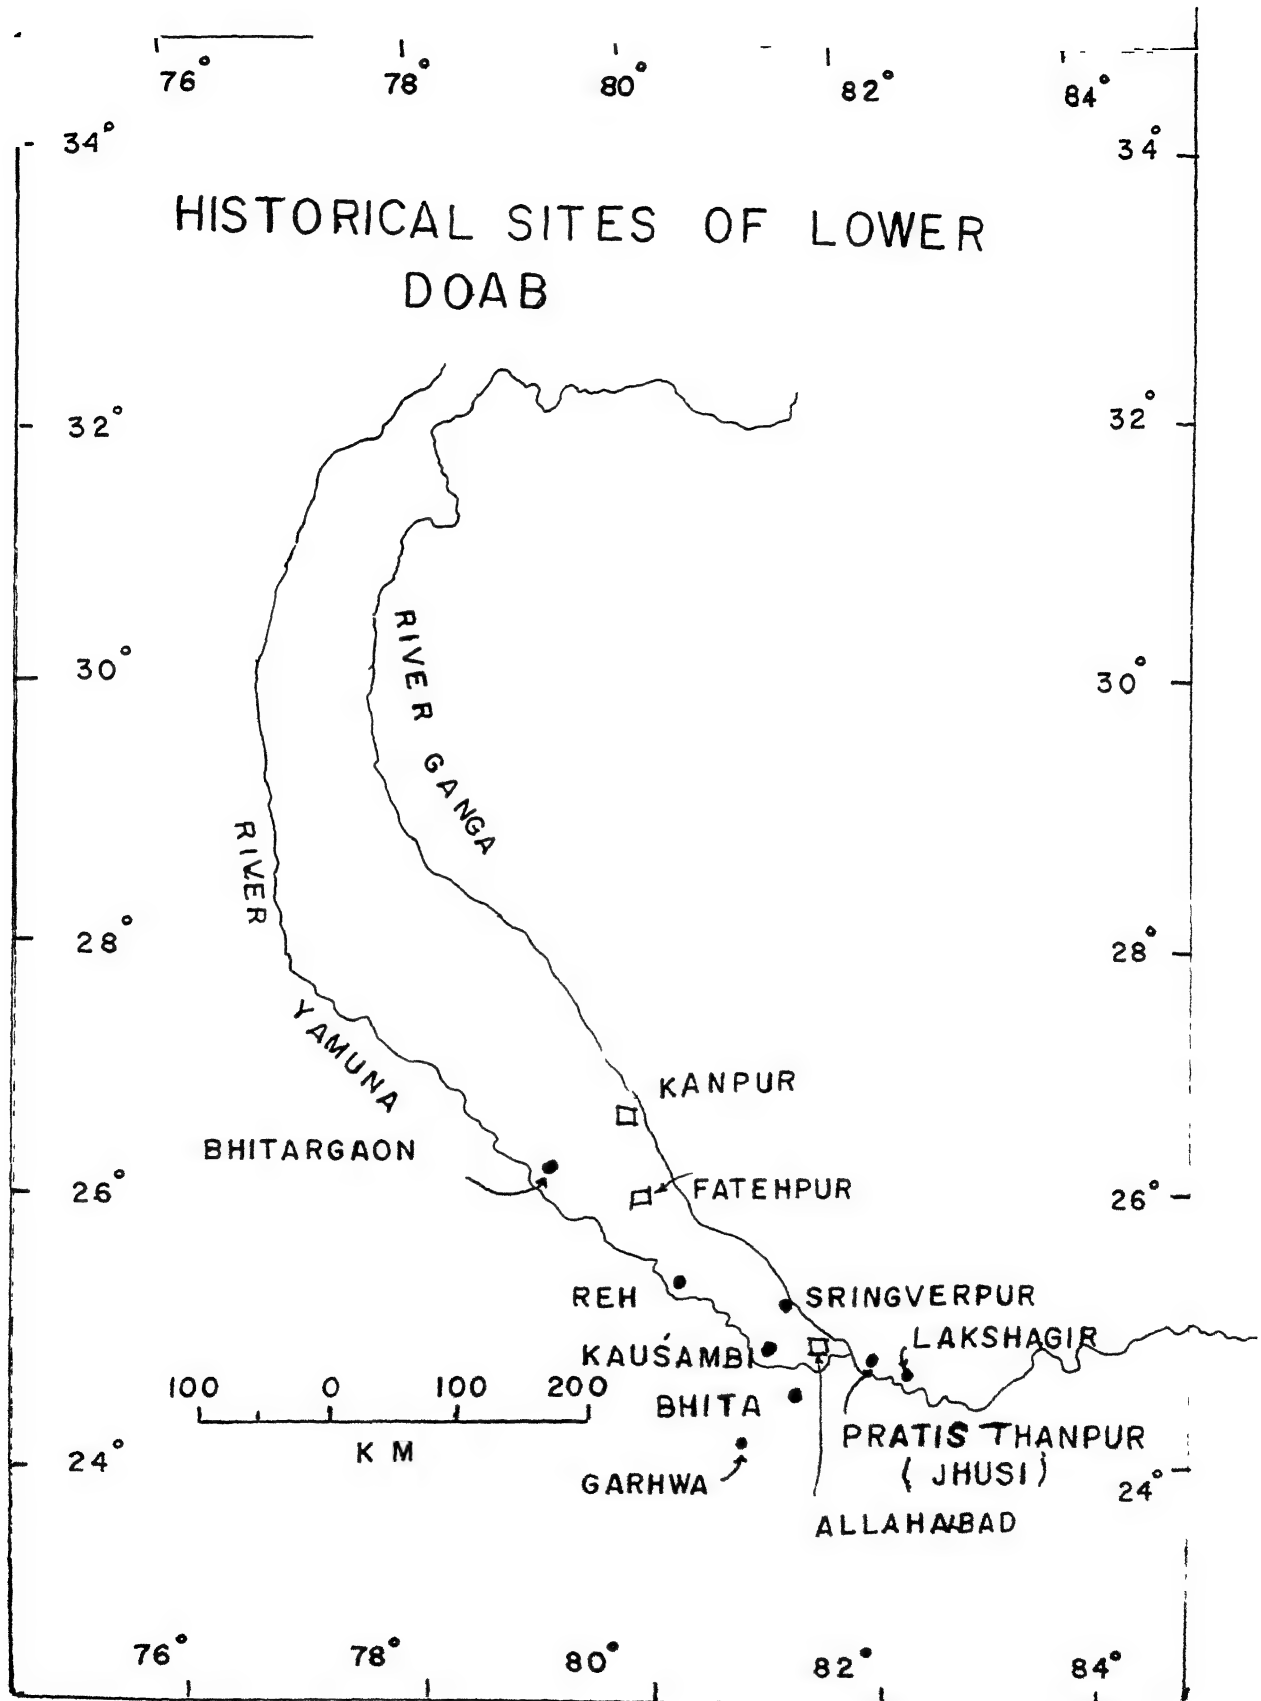 76° 78° 80° 82° 84°
34° 34°
HISTORICAL SITES OF LOWER
DOAB
32° 32°
30° 30°
RIVER GANGA
RIVER YAMUNA
28° 28°
KANPUR
BHITARGAON
26° 26°
FATEHPUR
REH
SRINGVERPUR
LAKSHAGIR
KAUŚAMBI
100 0 100 200
KM
BHITA
PRATIS THANPUR
(JHUSI)
24° 24°
GARHWA
ALLAHABAD
76° 78° 80° 82° 84°